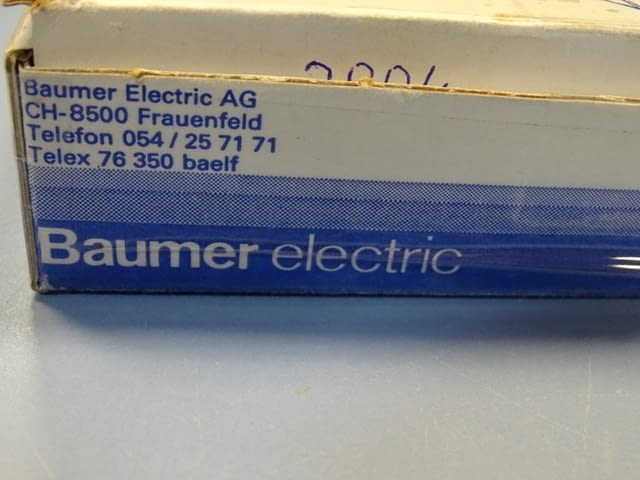 Baumer Electric AG
CH-8500 Frauenfeld
Telefon 054 / 25 71 71
Telex 76 350 baelf
Baumer electric